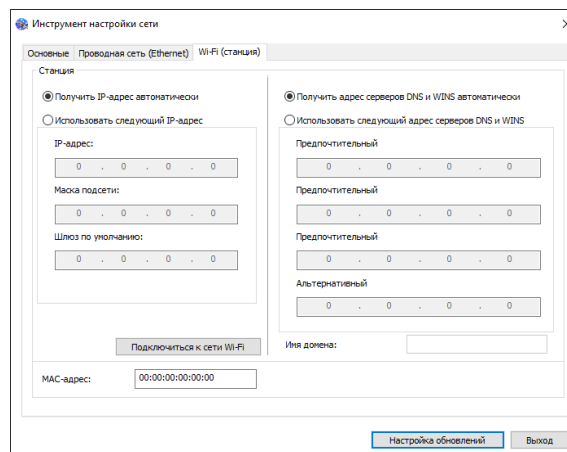 Инструмент настройки сети
Основные Проводная сеть (Ethernet) Wi-Fi (станция)
Станция
Получить IP-адрес автоматически
Использовать следующий IP-адрес
IP-адрес:
0 . 0 . 0 . 0
Маска подсети:
0 . 0 . 0 . 0
Шлюз по умолчанию:
0 . 0 . 0 . 0
Подключиться к сети Wi-Fi
Получить адрес серверов DNS и WINS автоматически
Использовать следующий адрес серверов DNS и WINS
Предпочтительный
0 . 0 . 0 . 0
Предпочтительный
0 . 0 . 0 . 0
Предпочтительный
0 . 0 . 0 . 0
Альтернативный
0 . 0 . 0 . 0
Имя домена:
MAC-адрес: 00:00:00:00:00:00
Настройка обновлений Выход